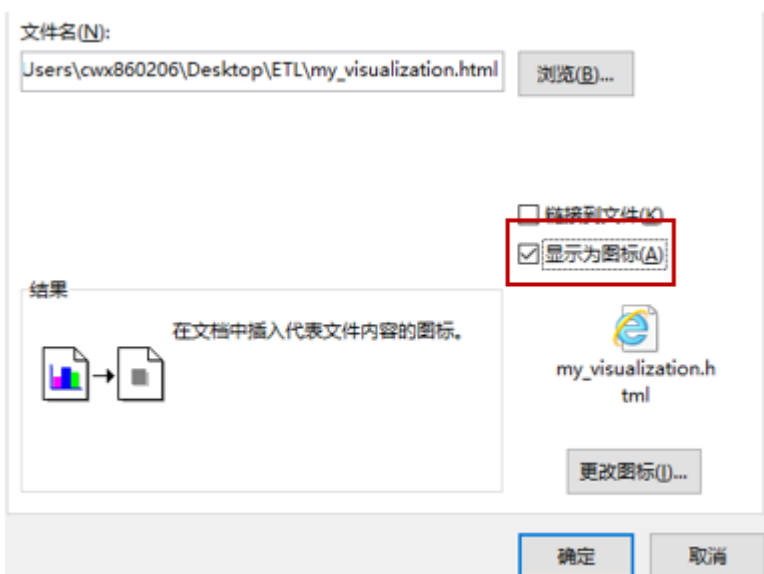 文件名(N):
Users\cwx860206\Desktop\ETL\my_visualization.html
浏览(B)...
链接到文件(K)
显示为图标(A)
结果
在文档中插入代表文件内容的图标。
my_visualization.h
tml
更改图标(I)...
确定
取消